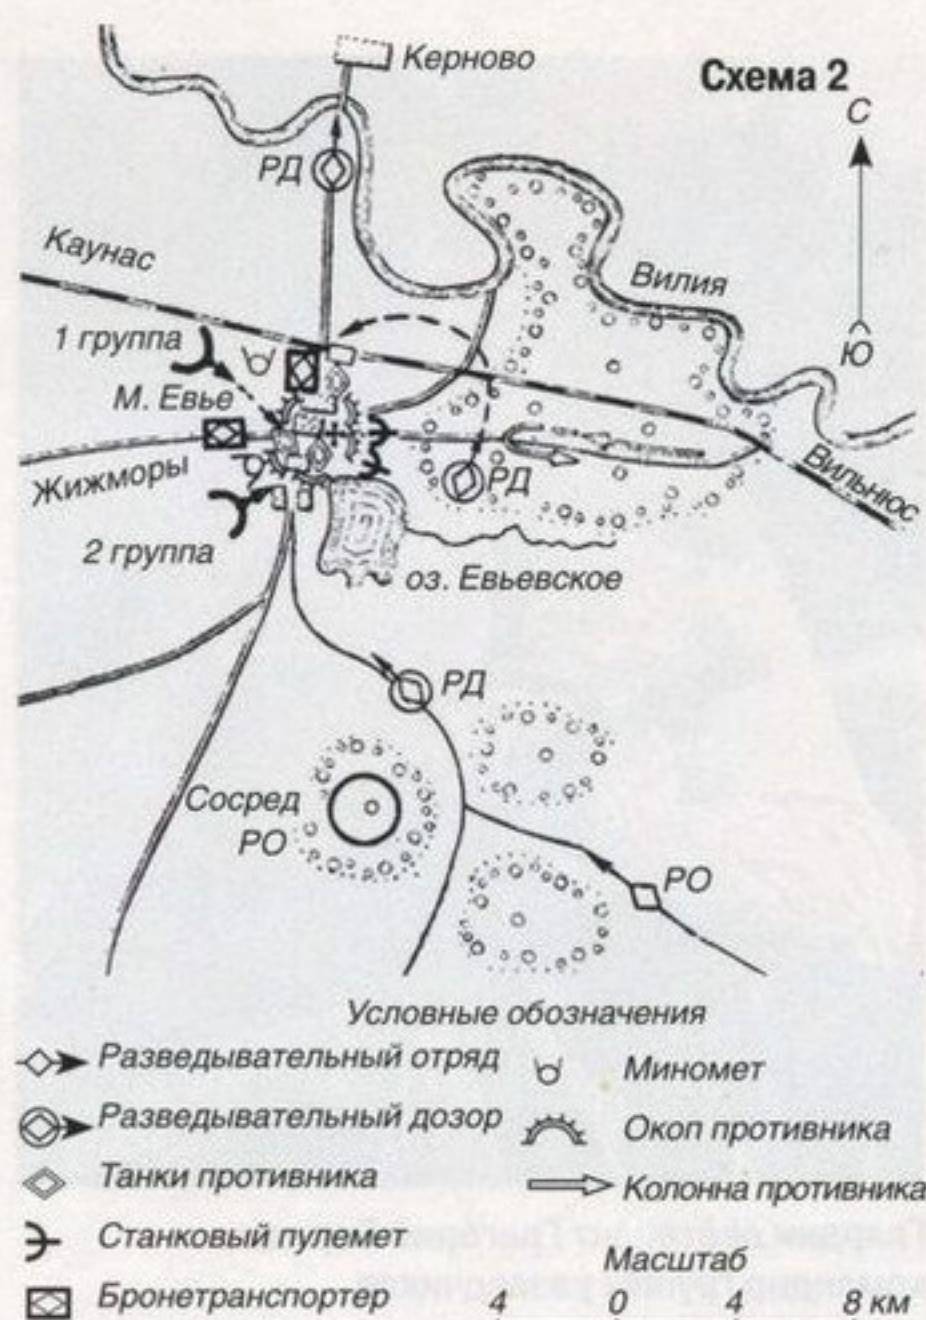 Схема 2
Керново
С
РД
Каунас
Вилия
1 группа
Ю
М. Евье
Жижморы
РД
Вильнюс
2 группа
оз. Евьевское
РД
Сосред
РО
РО
Условные обозначения
Разведывательный отряд
Миномет
Разведывательный дозор
Окоп противника
Танки противника
Колонна противника
Станковый пулемет
Масштаб
Бронетранспортер
4 0 4 8 км